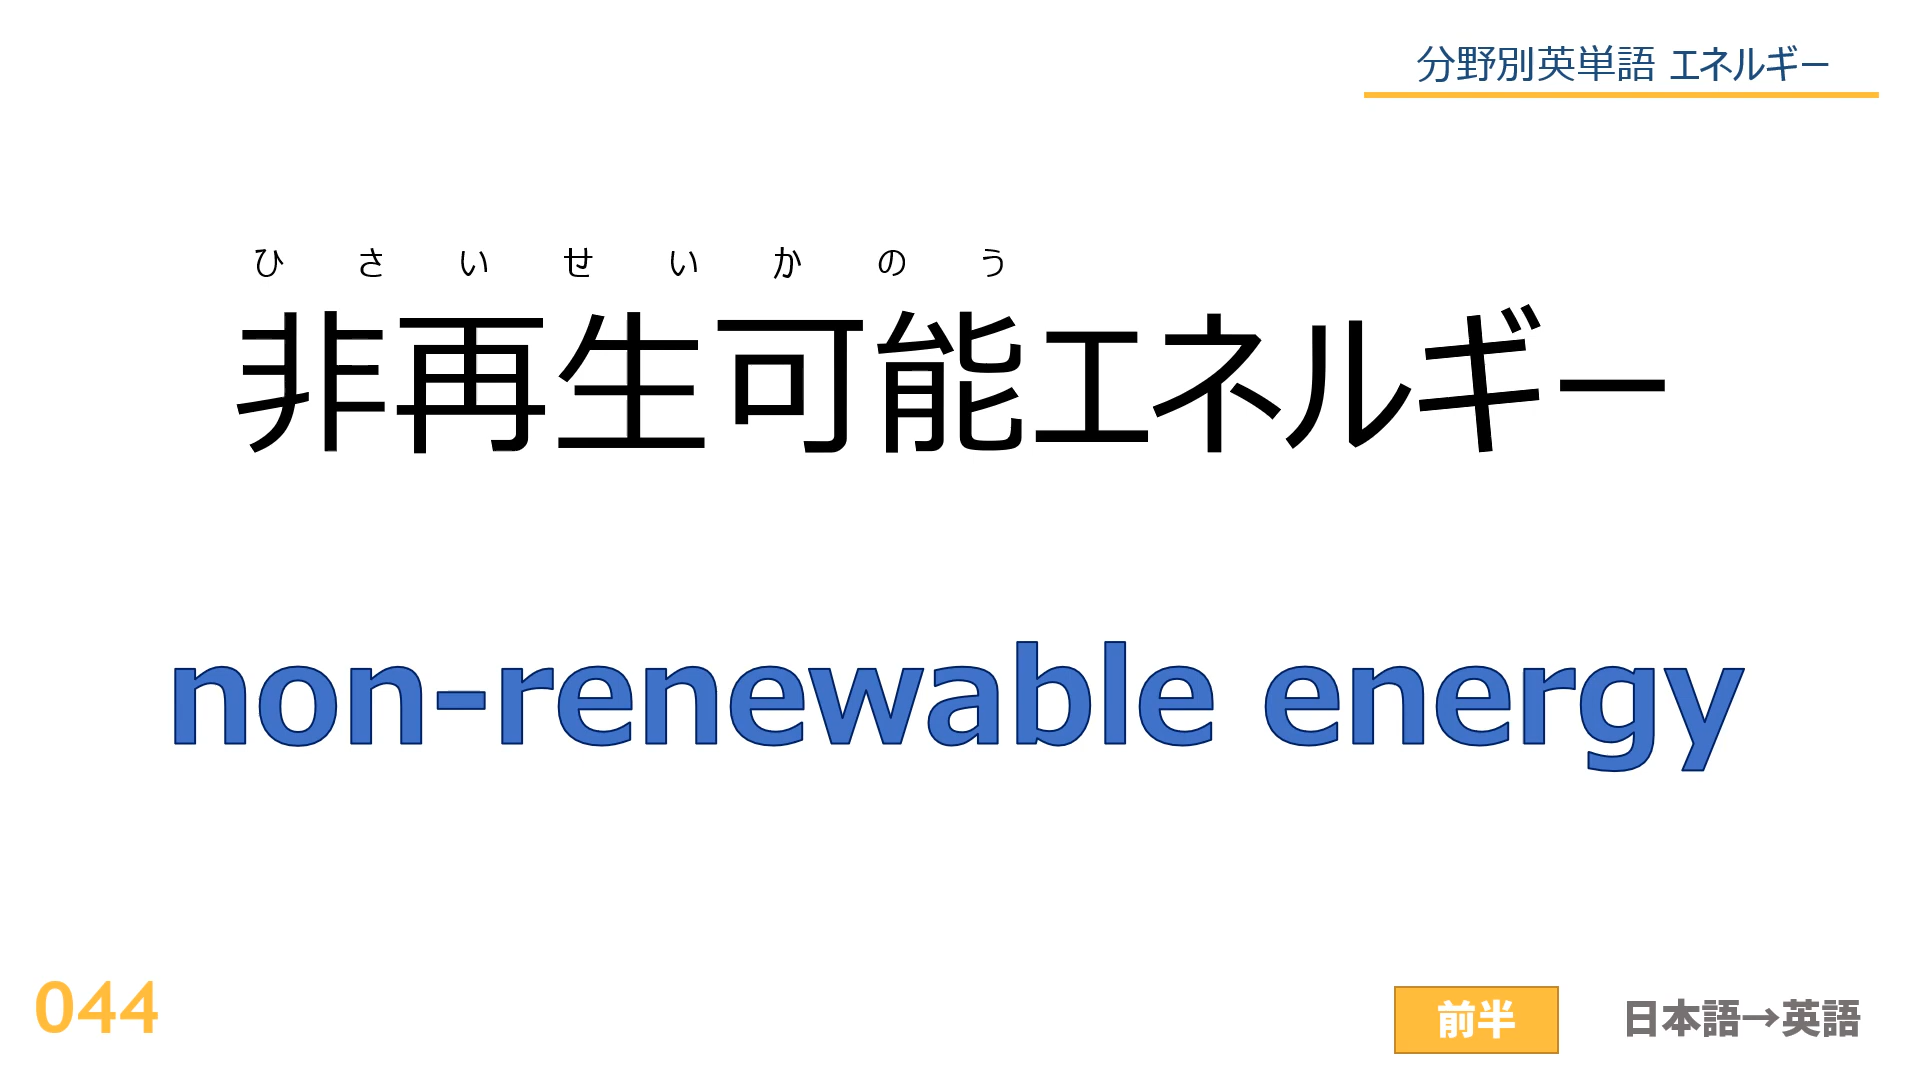 分野別英単語 エネルギー
ひさいせいかのう
非再生可能エネルギー
non-renewable energy
044
前半
日本語→英語